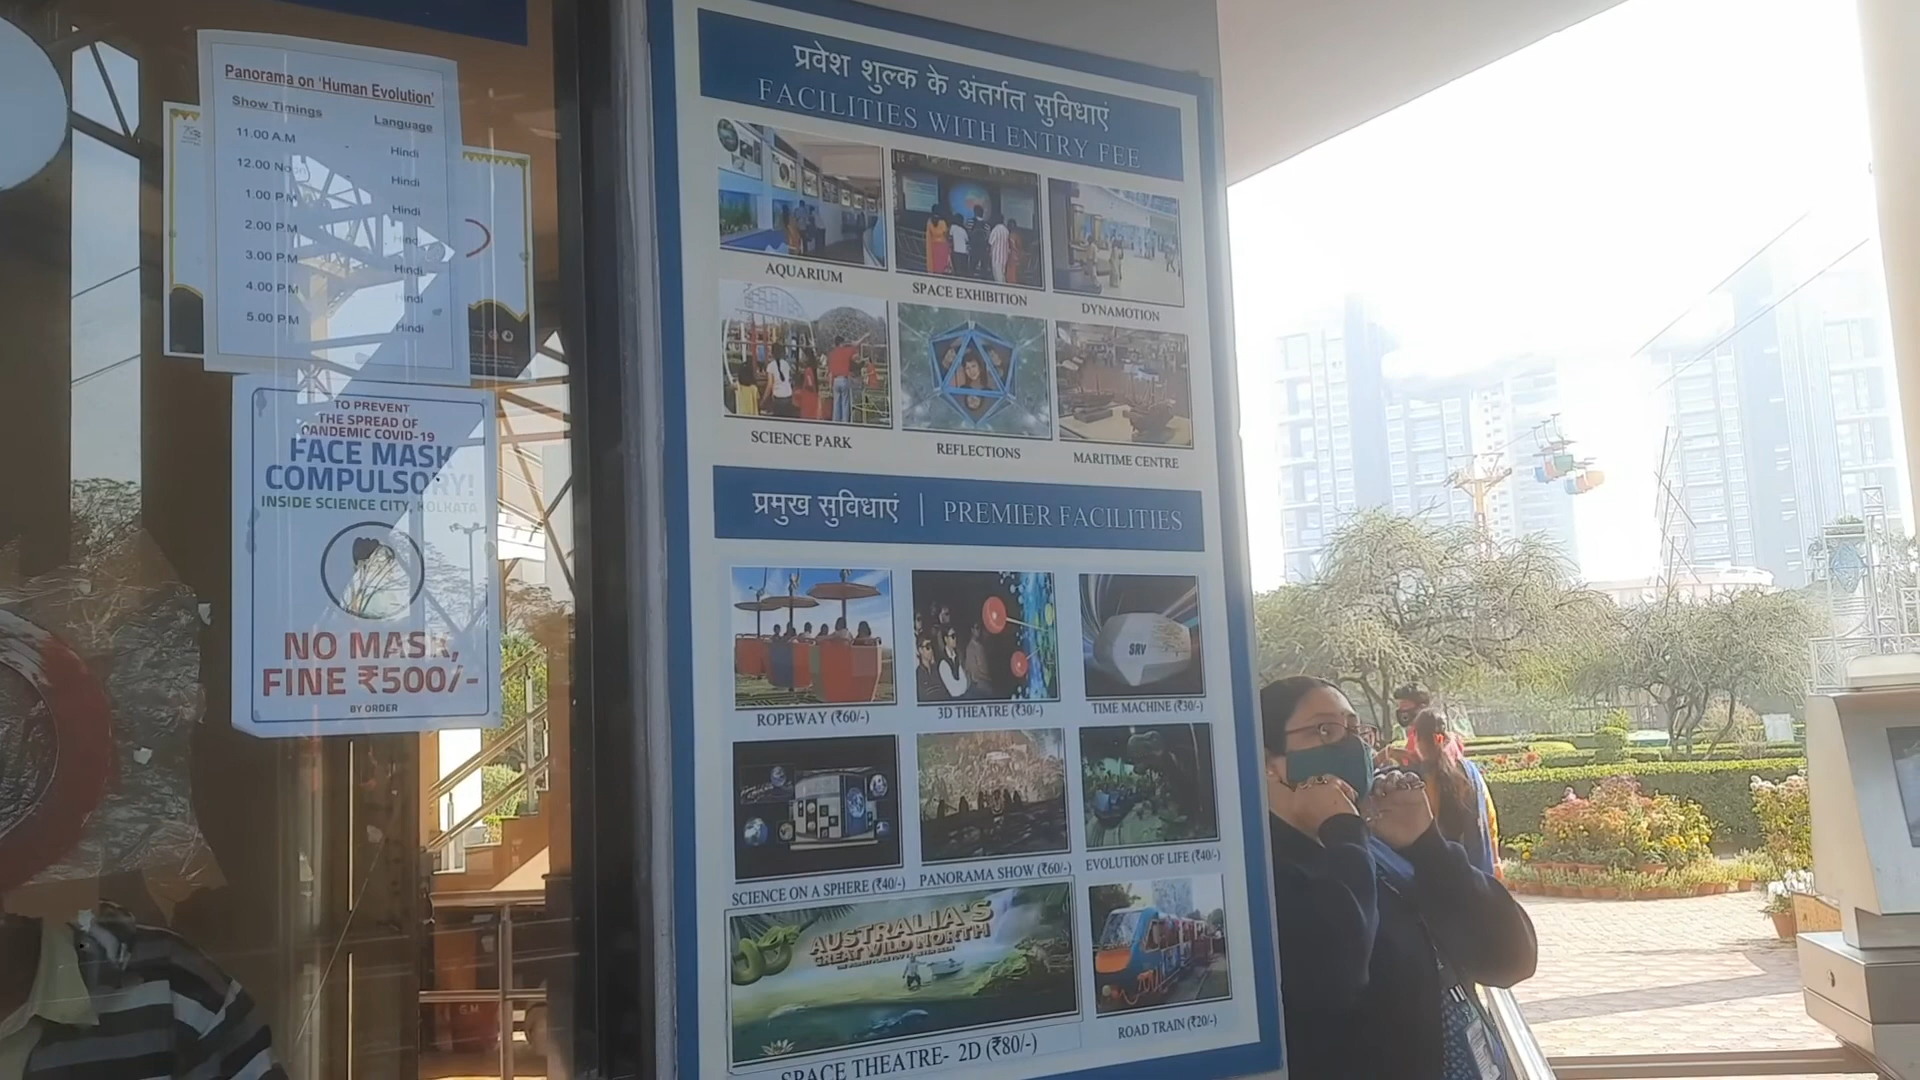 Panorama on 'Human Evolution'
Show Timings Language
11.00 A.M Hindi
12.00 Noon Hindi
1.00 P.M Hindi
2.00 P.M Hindi
3.00 P.M Hindi
4.00 P.M Hindi
5.00 P.M Hindi
TO PREVENT
THE SPREAD OF
PANDEMIC COVID-19
FACE MASK
COMPULSORY!
INSIDE SCIENCE CITY, KOLKATA
NO MASK,
FINE ₹500/-
BY ORDER
प्रवेश शुल्क के अंतर्गत सुविधाएं
FACILITIES WITH ENTRY FEE
AQUARIUM
SPACE EXHIBITION
DYNAMOTION
SCIENCE PARK
REFLECTIONS
MARITIME CENTRE
प्रमुख सुविधाएं | PREMIER FACILITIES
SRV
ROPEWAY (₹60/-)
3D THEATRE (₹30/-)
TIME MACHINE (₹30/-)
SCIENCE ON A SPHERE (₹40/-)
PANORAMA SHOW (₹60/-)
EVOLUTION OF LIFE (₹40/-)
AUSTRALIA'S
GREAT WILD NORTH
SPACE THEATRE- 2D (₹80/-)
ROAD TRAIN (₹20/-)